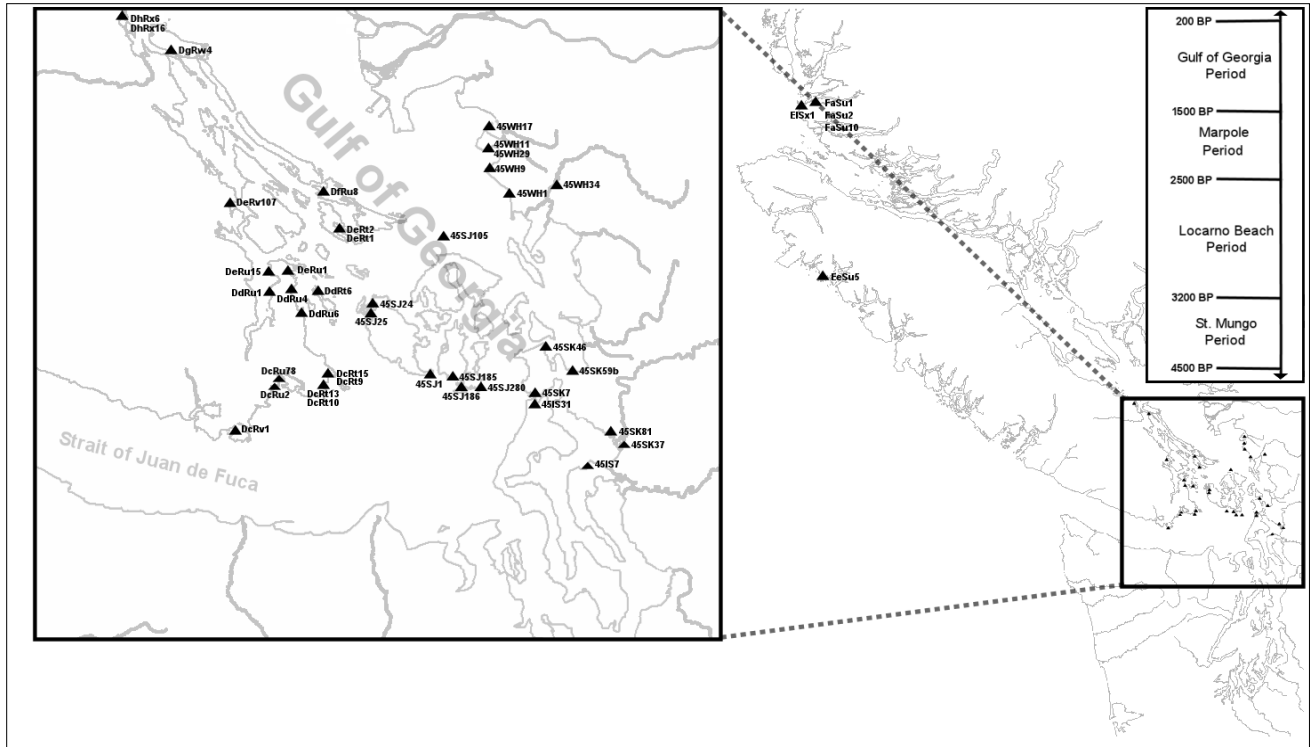 DhRx6
DhRx16
DgRw4
Gulf of Georgia
45WH17
45WH11
45WH29
45WH9
45WH34
45WH1
DfRu8
DeRv107
DeRt2
DeRt1
45SJ105
DeRu15
DeRu1
DdRu1
DdRu4
DdRt6
DdRu6
45SJ24
45SJ25
45SK46
45SK59b
DcRu78
DcRu2
DcRt15
DcRt9
DcRt13
DcRt10
45SJ1
45SJ185
45SJ186
45SJ280
45SK7
45IS31
DcRv1
45SK81
45SK37
45IS7
Strait of Juan de Fuca
ElSx1
FaSu1
FaSu2
FaSu10
EeSu5
200 BP
Gulf of Georgia
Period
1500 BP
Marpole
Period
2500 BP
Locarno Beach
Period
3200 BP
St. Mungo
Period
4500 BP